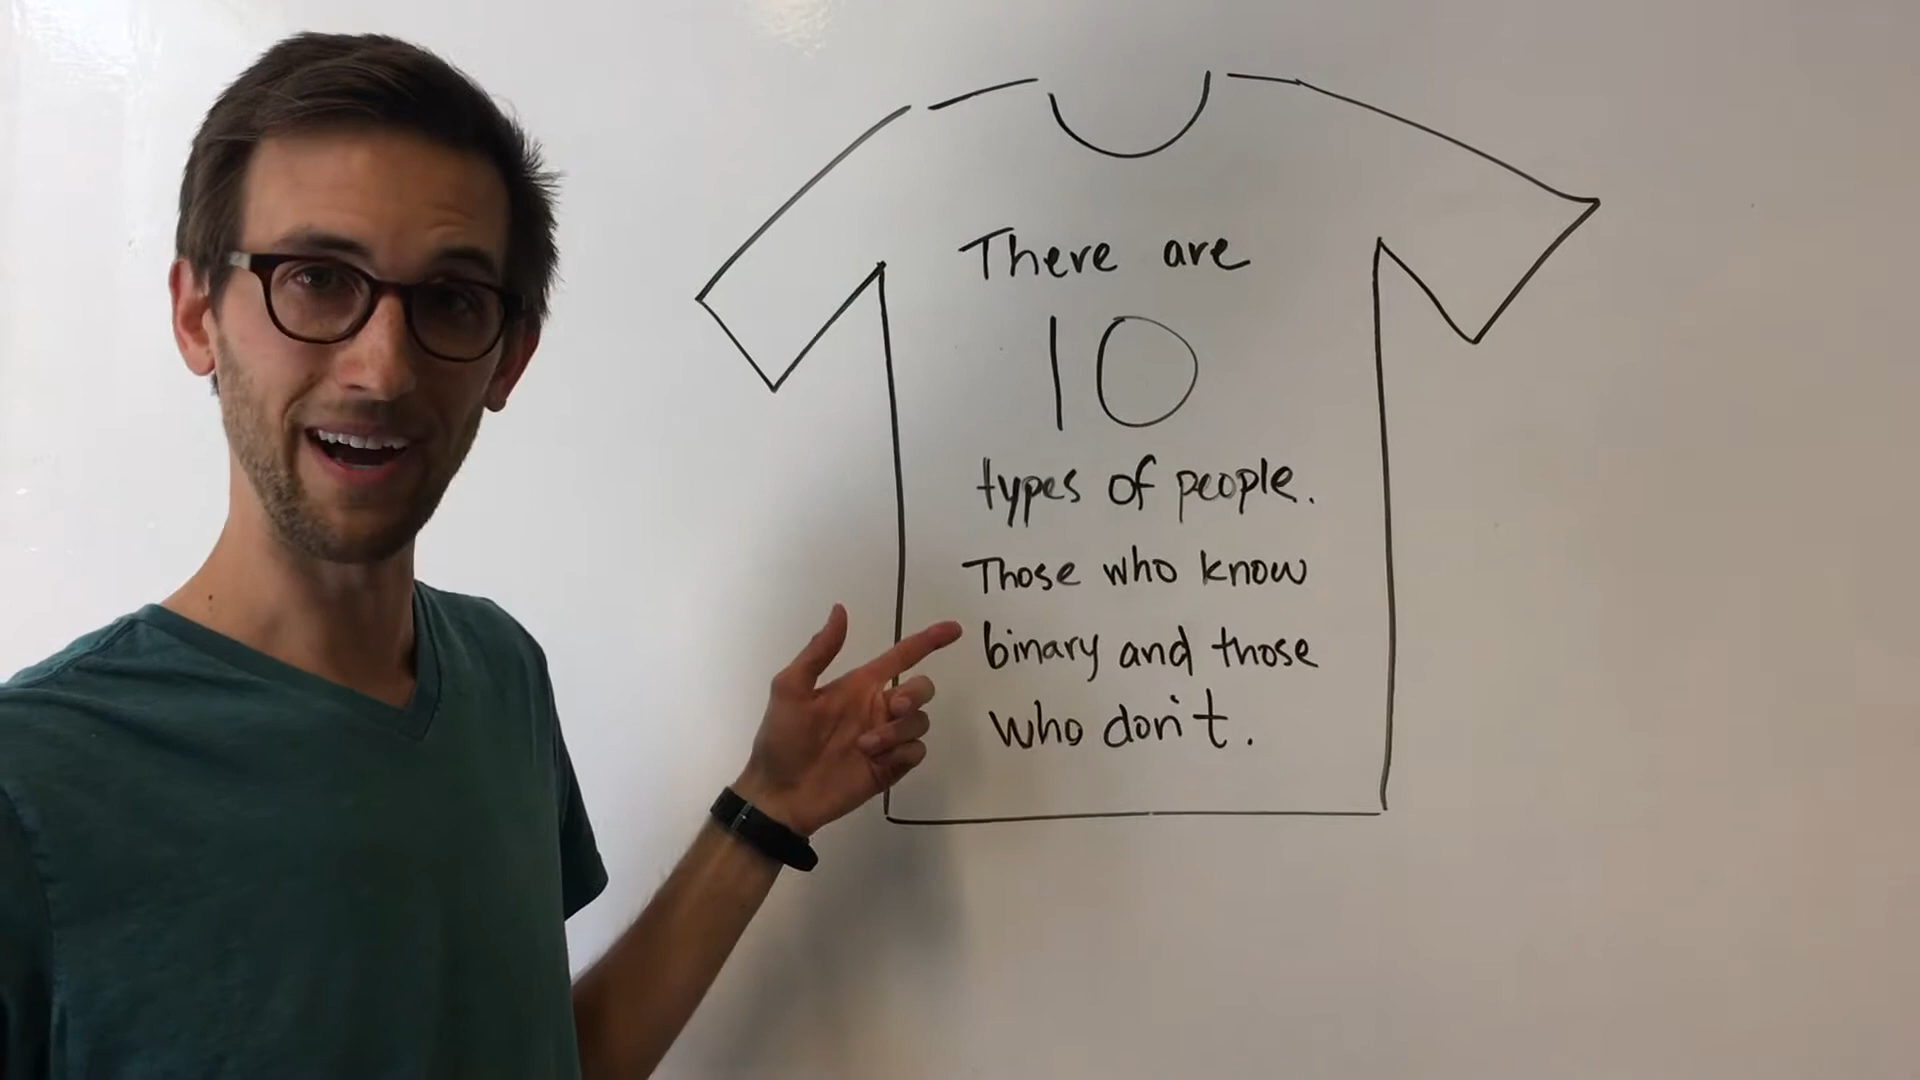 There are
10
types of people.
Those who know
binary and those
who don't.